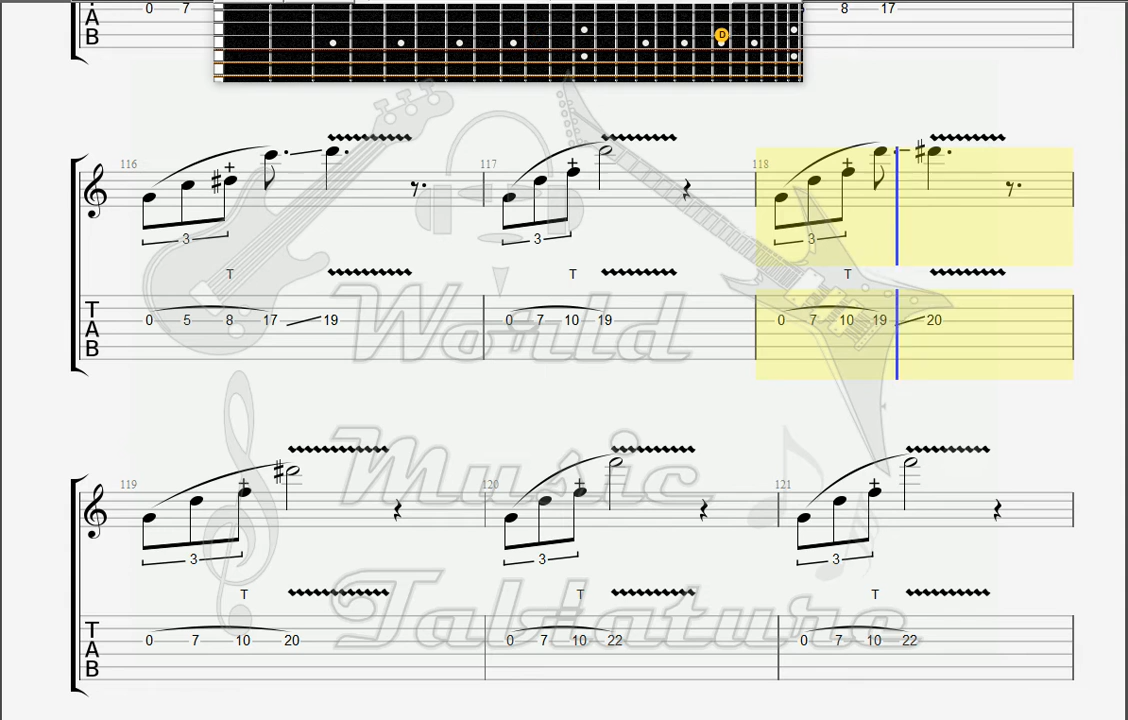 0 7 8 17
T
A
B
D
116 117 118
3 3 3
T T T
T
A
B
0 5 8 17 19 0 7 10 19 0 7 10 19 20
World
Music
Tablature
119 120 121
3 3 3
T T T
T
A
B
0 7 10 20 0 7 10 22 0 7 10 22